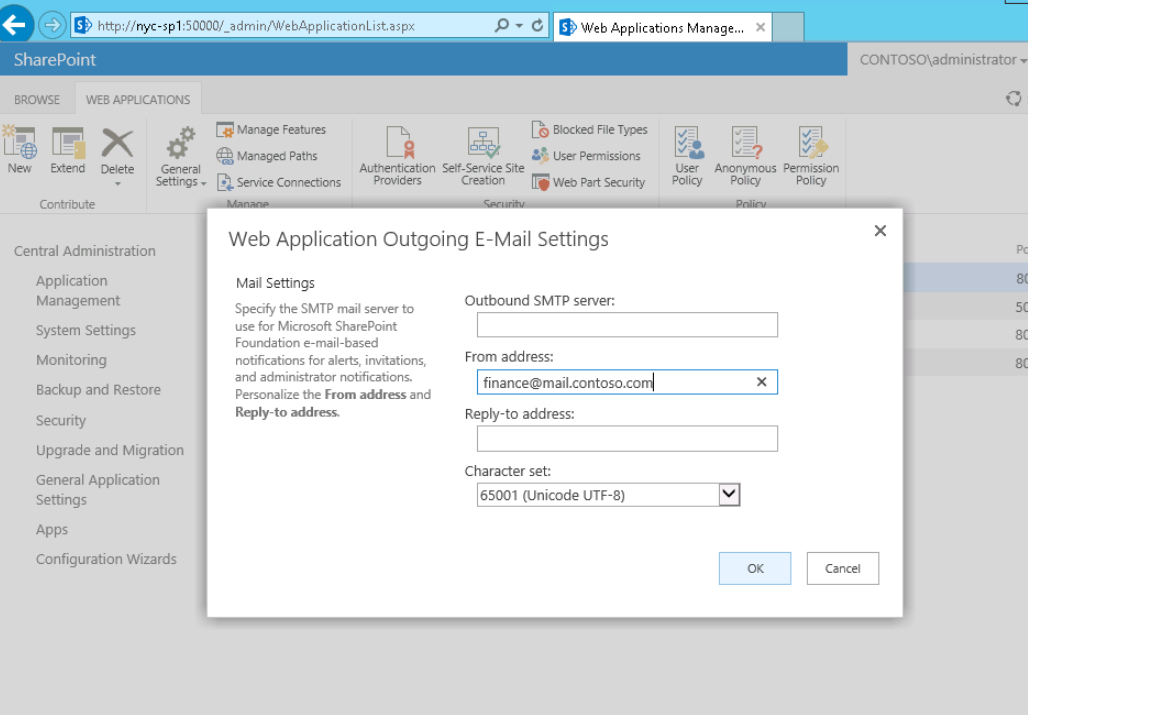 http://nyc-sp1:50000/_admin/WebApplicationList.aspx
Web Applications Manage...
SharePoint
CONTOSO\administrator
BROWSE
WEB APPLICATIONS
New
Extend
Delete
General Settings
Manage Features
Managed Paths
Service Connections
Authentication Providers
Self-Service Site Creation
Blocked File Types
User Permissions
Web Part Security
User Policy
Anonymous Policy
Permission Policy
Contribute
Manage
Security
Policy
Central Administration
Application
Management
System Settings
Monitoring
Backup and Restore
Security
Upgrade and Migration
General Application
Settings
Apps
Configuration Wizards
Web Application Outgoing E-Mail Settings
Mail Settings
Specify the SMTP mail server to
use for Microsoft SharePoint
Foundation e-mail-based
notifications for alerts, invitations,
and administrator notifications.
Personalize the From address and
Reply-to address.
Outbound SMTP server:
From address:
finance@mail.contoso.com
Reply-to address:
Character set:
65001 (Unicode UTF-8)
OK
Cancel
80
50
80
80